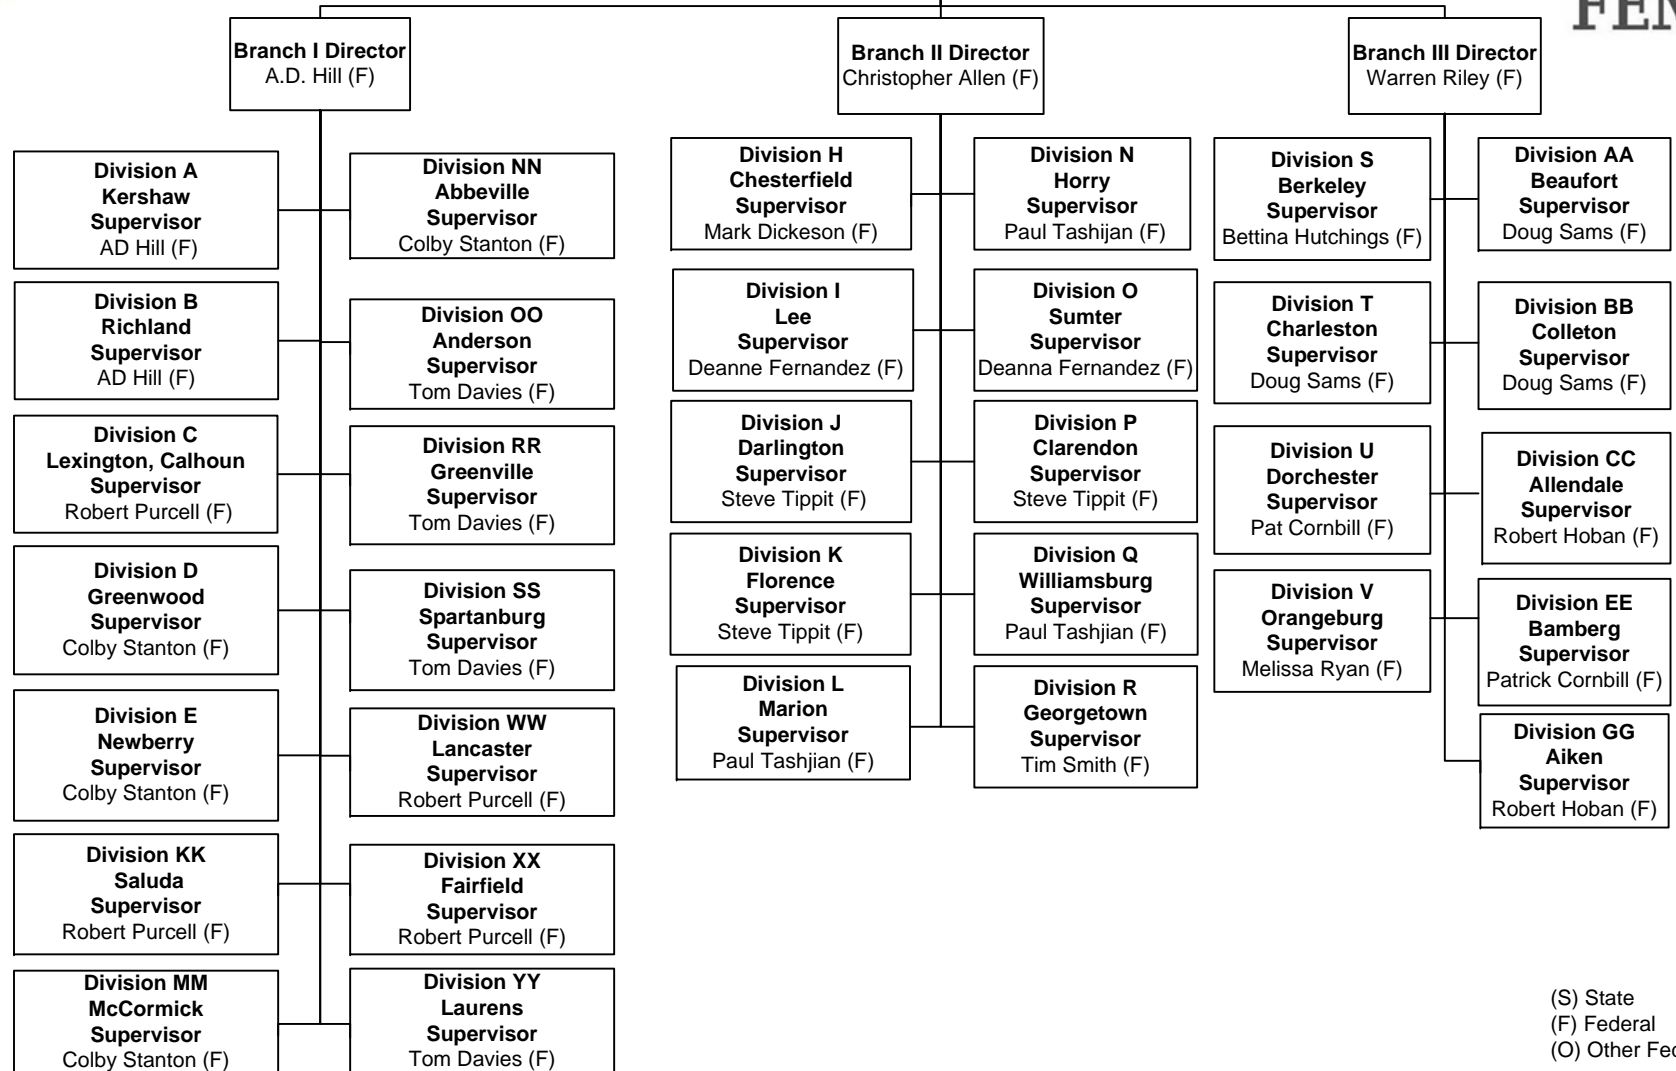 FEM
Branch I Director
A.D. Hill (F)
Branch II Director
Christopher Allen (F)
Branch III Director
Warren Riley (F)
Division A
Kershaw
Supervisor
AD Hill (F)
Division NN
Abbeville
Supervisor
Colby Stanton (F)
Division B
Richland
Supervisor
AD Hill (F)
Division OO
Anderson
Supervisor
Tom Davies (F)
Division C
Lexington, Calhoun
Supervisor
Robert Purcell (F)
Division RR
Greenville
Supervisor
Tom Davies (F)
Division D
Greenwood
Supervisor
Colby Stanton (F)
Division SS
Spartanburg
Supervisor
Tom Davies (F)
Division E
Newberry
Supervisor
Colby Stanton (F)
Division WW
Lancaster
Supervisor
Robert Purcell (F)
Division KK
Saluda
Supervisor
Robert Purcell (F)
Division XX
Fairfield
Supervisor
Robert Purcell (F)
Division MM
McCormick
Supervisor
Colby Stanton (F)
Division YY
Laurens
Supervisor
Tom Davies (F)
Division H
Chesterfield
Supervisor
Mark Dickeson (F)
Division N
Horry
Supervisor
Paul Tashijan (F)
Division I
Lee
Supervisor
Deanne Fernandez (F)
Division O
Sumter
Supervisor
Deanna Fernandez (F)
Division J
Darlington
Supervisor
Steve Tippit (F)
Division P
Clarendon
Supervisor
Steve Tippit (F)
Division K
Florence
Supervisor
Steve Tippit (F)
Division Q
Williamsburg
Supervisor
Paul Tashjian (F)
Division L
Marion
Supervisor
Paul Tashjian (F)
Division R
Georgetown
Supervisor
Tim Smith (F)
Division S
Berkeley
Supervisor
Bettina Hutchings (F)
Division AA
Beaufort
Supervisor
Doug Sams (F)
Division T
Charleston
Supervisor
Doug Sams (F)
Division BB
Colleton
Supervisor
Doug Sams (F)
Division U
Dorchester
Supervisor
Pat Cornbill (F)
Division CC
Allendale
Supervisor
Robert Hoban (F)
Division V
Orangeburg
Supervisor
Melissa Ryan (F)
Division EE
Bamberg
Supervisor
Patrick Cornbill (F)
Division GG
Aiken
Supervisor
Robert Hoban (F)
(S) State
(F) Federal
(O) Other Fed